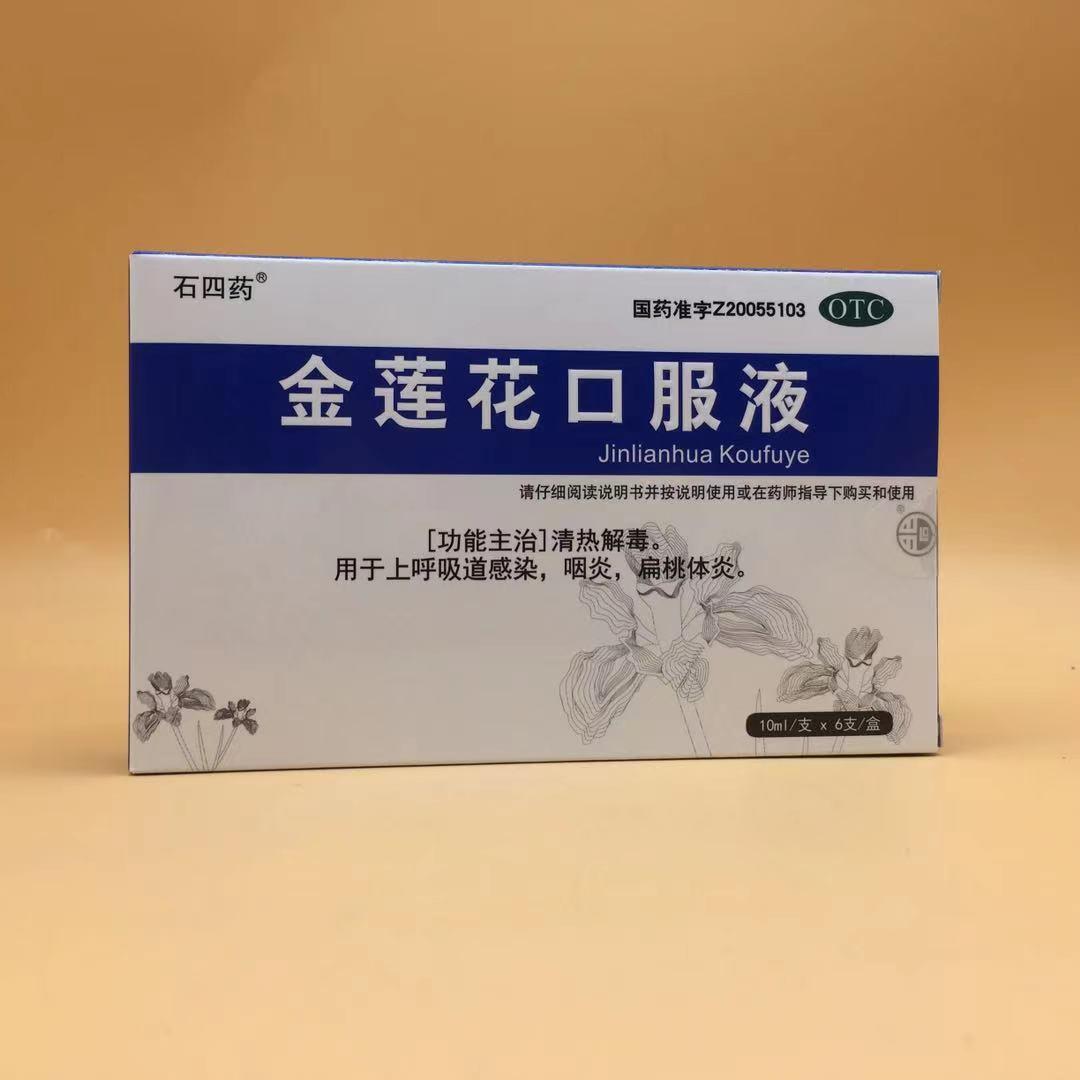 石四药®
国药准字Z20055103 OTC
金莲花口服液
Jinlianhua Koufuye
请仔细阅读说明书并按说明使用或在药师指导下购买和使用
®
[功能主治]清热解毒。
用于上呼吸道感染，咽炎，扁桃体炎。
10ml/支 x 6支/盒